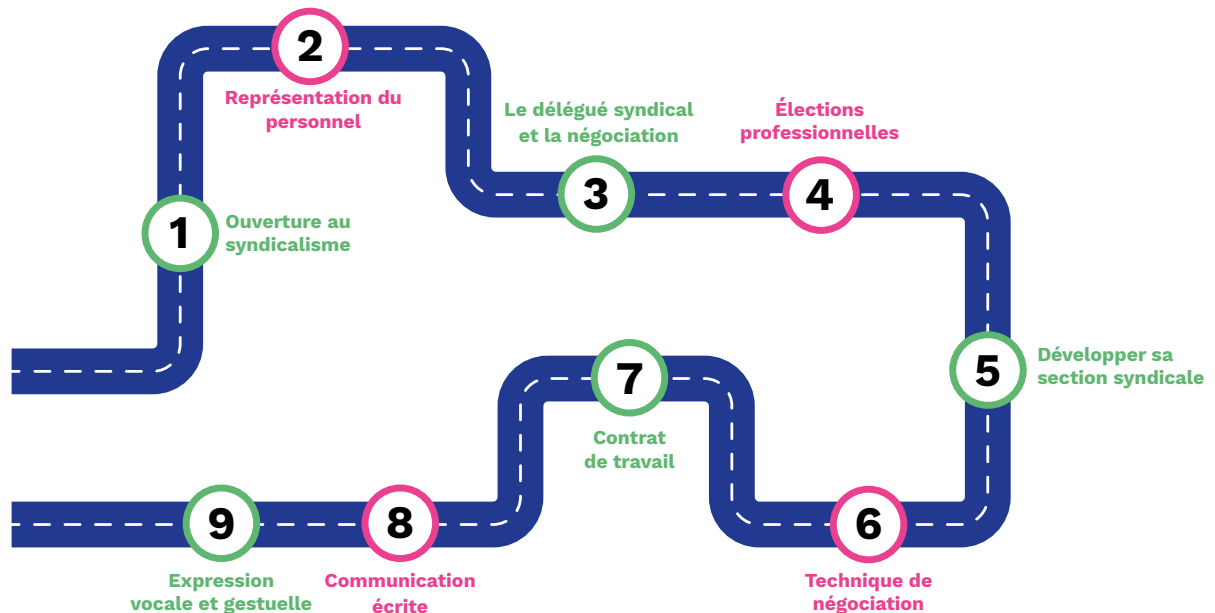 1
Ouverture au
syndicalisme
2
Représentation du
personnel
3
Le délégué syndical
et la négociation
4
Élections
professionnelles
5
Développer sa
section syndicale
6
Technique de
négociation
7
Contrat
de travail
8
Communication
écrite
9
Expression
vocale et gestuelle